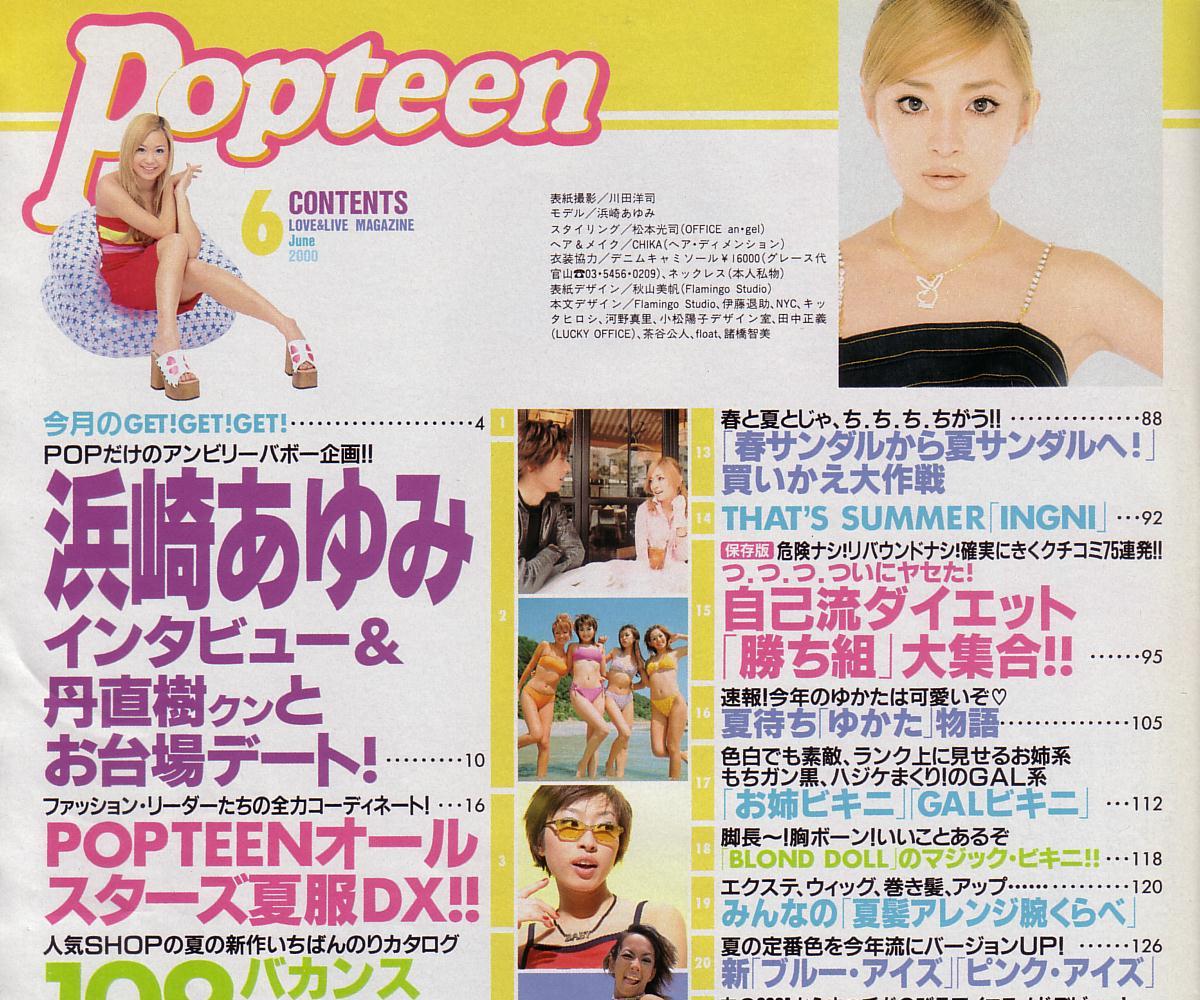 Popteen
6
CONTENTS
LOVE&LIVE MAGAZINE
June
2000
表紙撮影／川田洋司
モデル／浜崎あゆみ
スタイリング／松本光司(OFFICE an・gel)
ヘア＆メイク／CHIKA(ヘア・ディメンション)
衣装協力／デニムキャミソール￥16000(グレース代
官山☎03・5456・0209)、ネックレス(本人私物)
表紙デザイン／秋山美帆(Flamingo Studio)
本文デザイン／Flamingo Studio、伊藤退助、NYC、キッ
タヒロシ、河野真里、小松陽子デザイン室、田中正義
(LUCKY OFFICE)、茶谷公人、float、諸橋智美
今月のGET!GET!GET!………………4
POPだけのアンビリーバボー企画!!
浜崎あゆみ
インタビュー＆
丹直樹クンと
お台場デート!………10
ファッション・リーダーたちの全力コーディネート!…16
POPTEENオール
スターズ夏服DX!!
人気SHOPの夏の新作いちばんのりカタログ
109バカンス
1
2
3
BABY
13
14
15
16
17
18
19
20
春と夏とじゃ、ち.ち.ち.ちがう!!……………88
「春サンダルから夏サンダルへ!」
買いかえ大作戦
THAT'S SUMMER「INGNI」…92
保存版 危険ナシ!リバウンドナシ!確実にきくクチコミ75連発!!
つ.つ.つ.ついにヤセた!
自己流ダイエット
「勝ち組」大集合!!……95
速報!今年のゆかたは可愛いぞ♡
夏待ち「ゆかた」物語……………105
色白でも素敵、ランク上に見せるお姉系
もちガン黒、ハジケまくり!のGAL系
「お姉ビキニ」「GALビキニ」…112
脚長〜!胸ボーン!いいことあるぞ
「BLOND DOLL」のマジック・ビキニ!!…118
エクステ、ウィッグ、巻き髪、アップ……………120
みんなの「夏髪アレンジ腕くらべ」
夏の定番色を今年流にバージョンUP!……126
新「ブルー・アイズ」「ピンク・アイズ」